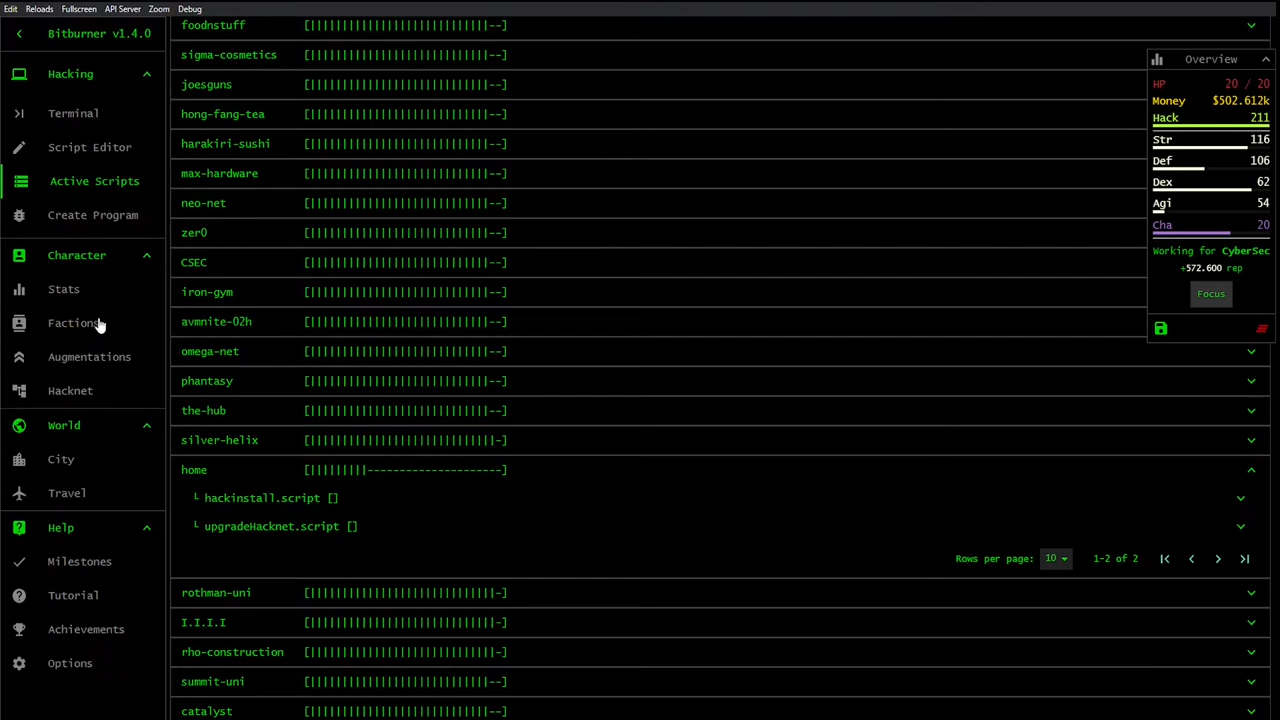 Edit Reloads Fullscreen API Server Zoom Debug
Bitburner v1.4.0
Hacking
Terminal
Script Editor
Active Scripts
Create Program
Character
Stats
Factions
Augmentations
Hacknet
World
City
Travel
Help
Milestones
Tutorial
Achievements
Options
foodnstuff [||||||||||||||||||||||||||||--]
sigma-cosmetics [||||||||||||||||||||||||||||--]
joesguns [||||||||||||||||||||||||||||--]
hong-fang-tea [||||||||||||||||||||||||||||--]
harakiri-sushi [||||||||||||||||||||||||||||--]
max-hardware [||||||||||||||||||||||||||||--]
neo-net [||||||||||||||||||||||||||||--]
zer0 [||||||||||||||||||||||||||||--]
CSEC [||||||||||||||||||||||||||||--]
iron-gym [||||||||||||||||||||||||||||--]
avmnite-02h [||||||||||||||||||||||||||||--]
omega-net [||||||||||||||||||||||||||||--]
phantasy [||||||||||||||||||||||||||||--]
the-hub [||||||||||||||||||||||||||||--]
silver-helix [|||||||||||||||||||||||||||||-]
home [|||||||||---------------------]
└ hackinstall.script []
└ upgradeHacknet.script []
Rows per page: 10 1-2 of 2
rothman-uni [|||||||||||||||||||||||||||||-]
I.I.I.I [|||||||||||||||||||||||||||||-]
rho-construction [|||||||||||||||||||||||||||||-]
summit-uni [|||||||||||||||||||||||||||||-]
catalyst [|||||||||||||||||||||||||||||-]
Overview
HP 20 / 20
Money $502.612k
Hack 211
Str 116
Def 106
Dex 62
Agi 54
Cha 20
Working for CyberSec
+572.600 rep
Focus